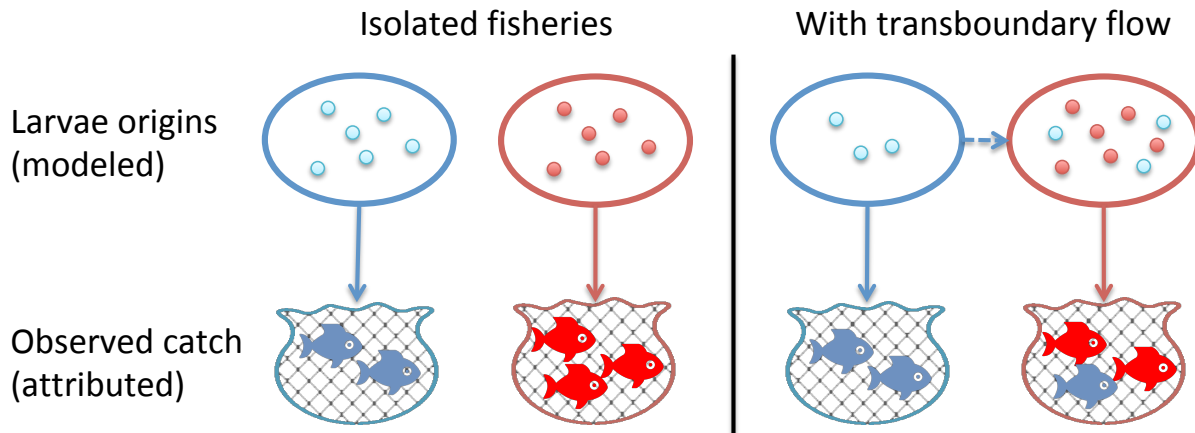 Isolated fisheries
With transboundary flow
Larvae origins
(modeled)
Observed catch
(attributed)